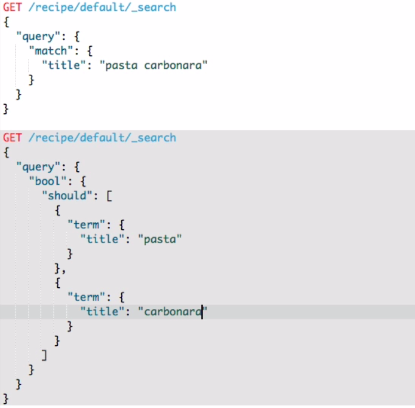 GET /recipe/default/_search
{
  "query": {
    "match": {
      "title": "pasta carbonara"
    }
  }
}
GET /recipe/default/_search
{
  "query": {
    "bool": {
      "should": [
        {
          "term": {
            "title": "pasta"
          }
        },
        {
          "term": {
            "title": "carbonara"
          }
        }
      ]
    }
  }
}